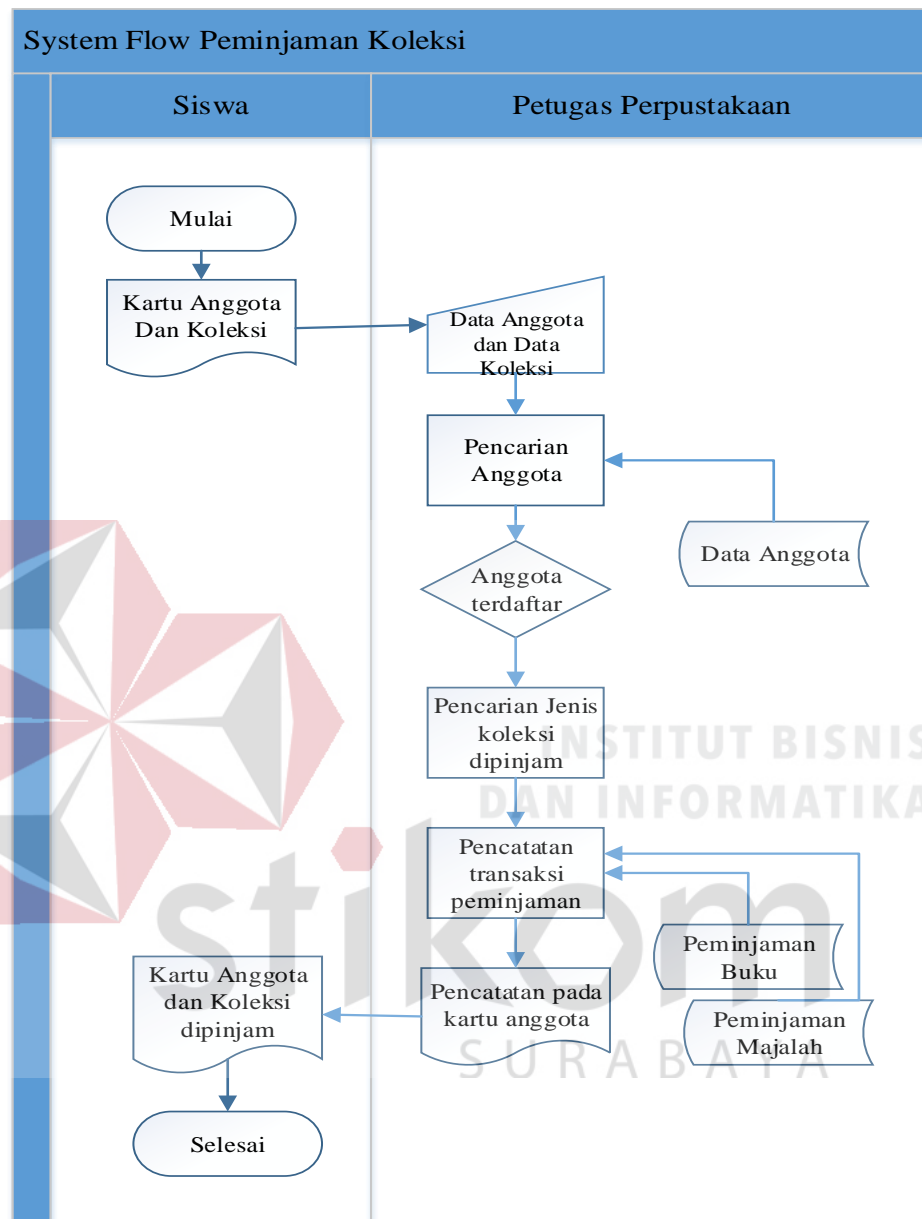 System Flow Peminjaman Koleksi
Siswa
Petugas Perpustakaan
Mulai
Kartu Anggota
Dan Koleksi
Data Anggota
dan Data
Koleksi
Pencarian
Anggota
Data Anggota
Anggota
terdaftar
Pencarian Jenis
koleksi
dipinjam
INSTITUT BISNIS
DAN INFORMATIKA
stikom
SURABAYA
Pencatatan
transaksi
peminjaman
Peminjaman
Buku
Peminjaman
Majalah
Pencatatan pada
kartu anggota
Kartu Anggota
dan Koleksi
dipinjam
Selesai